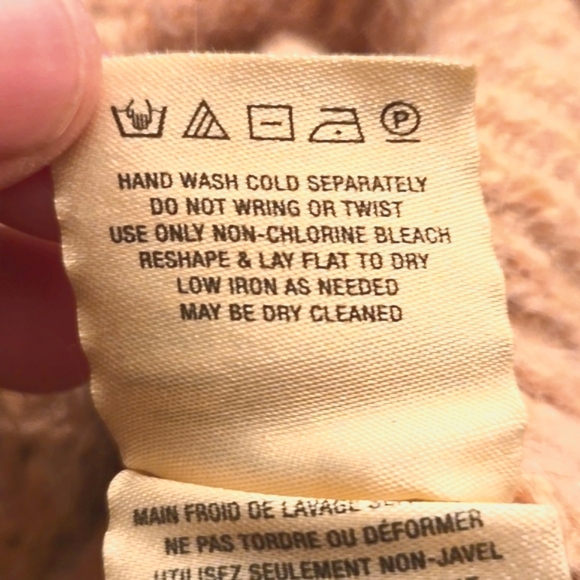 P
HAND WASH COLD SEPARATELY
DO NOT WRING OR TWIST
USE ONLY NON-CHLORINE BLEACH
RESHAPE & LAY FLAT TO DRY
LOW IRON AS NEEDED
MAY BE DRY CLEANED
MAIN FROID DE LAVAGE
NE PAS TORDRE OU DÉFORMER
UTILISEZ SEULEMENT NON-JAVEL